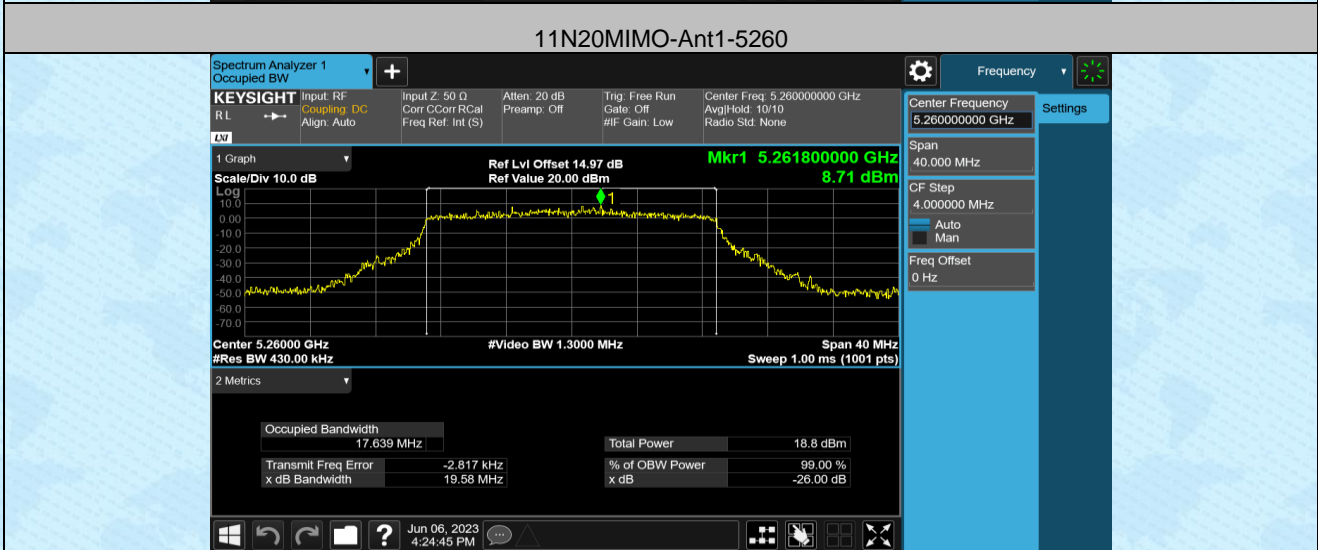 11N20MIMO-Ant1-5260
Spectrum Analyzer 1
Occupied BW
+
Frequency
KEYSIGHT
R L
LXI
Input: RF
Coupling: DC
Align: Auto
Input Z: 50 Ω
Corr CCorr RCal
Freq Ref: Int (S)
Atten: 20 dB
Preamp: Off
Trig: Free Run
Gate: Off
#IF Gain: Low
Center Freq: 5.260000000 GHz
Avg|Hold: 10/10
Radio Std: None
Center Frequency
5.260000000 GHz
Settings
Span
40.000 MHz
CF Step
4.000000 MHz
Auto
Man
Freq Offset
0 Hz
1 Graph
Scale/Div 10.0 dB
Ref Lvl Offset 14.97 dB
Ref Value 20.00 dBm
Mkr1 5.261800000 GHz
8.71 dBm
Log
10.0
0.00
-10.0
-20.0
-30.0
-40.0
-50.0
-60.0
-70.0
1
Center 5.26000 GHz
#Res BW 430.00 kHz
#Video BW 1.3000 MHz
Span 40 MHz
Sweep 1.00 ms (1001 pts)
2 Metrics
Occupied Bandwidth
17.639 MHz
Total Power 18.8 dBm
Transmit Freq Error -2.817 kHz
% of OBW Power 99.00 %
x dB Bandwidth 19.58 MHz
x dB -26.00 dB
?
Jun 06, 2023
4:24:45 PM